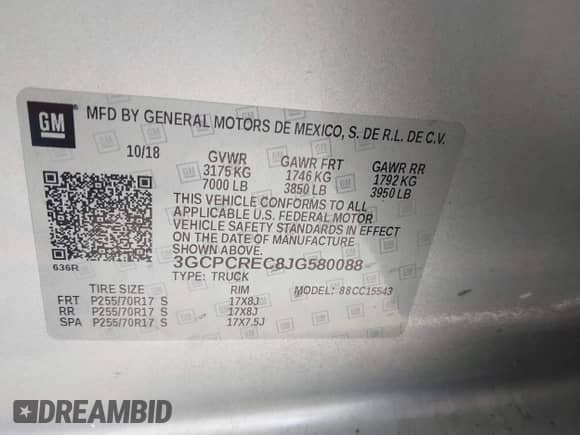 GM
MFD BY GENERAL MOTORS DE MEXICO, S. DE R.L. DE C.V.
10/18 GVWR GAWR FRT GAWR RR
3175 KG 1746 KG 1792 KG
7000 LB 3850 LB 3950 LB
THIS VEHICLE CONFORMS TO ALL
APPLICABLE U.S. FEDERAL MOTOR
VEHICLE SAFETY STANDARDS IN EFFECT
ON THE DATE OF MANUFACTURE
SHOWN ABOVE.
636R 3GCPCREC8JG580088
TYPE: TRUCK MODEL: 88CC15543
TIRE SIZE RIM
FRT P255/70R17 S 17X8J
RR P255/70R17 S 17X8J
SPA P255/70R17 S 17X7.5J
DREAMBID